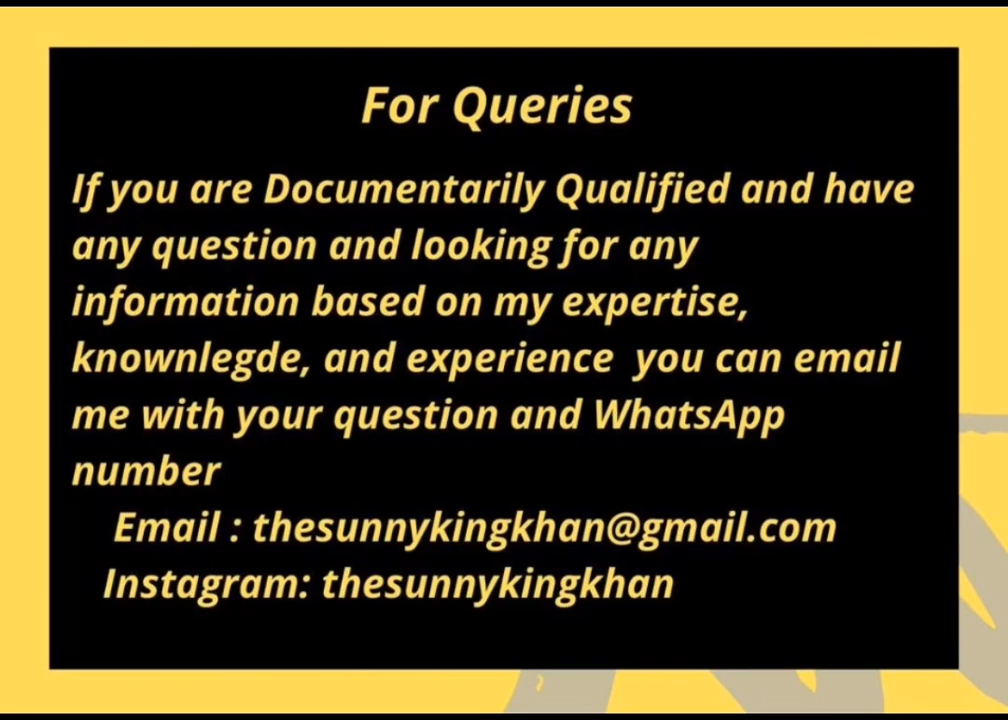 For Queries
If you are Documentarily Qualified and have
any question and looking for any
information based on my expertise,
knownlegde, and experience you can email
me with your question and WhatsApp
number
Email : thesunnykingkhan@gmail.com
Instagram: thesunnykingkhan